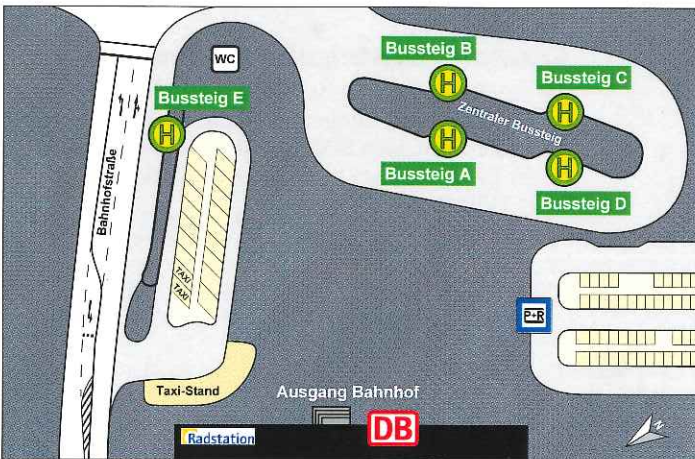 WC
Bussteig B
Bussteig C
Bussteig E
H
H
H
Zentraler Bussteig
H
H
Bussteig A
Bussteig D
Bahnhofstraße
TAXI
TAXI
P+R
Taxi-Stand
Ausgang Bahnhof
Radstation
DB
N